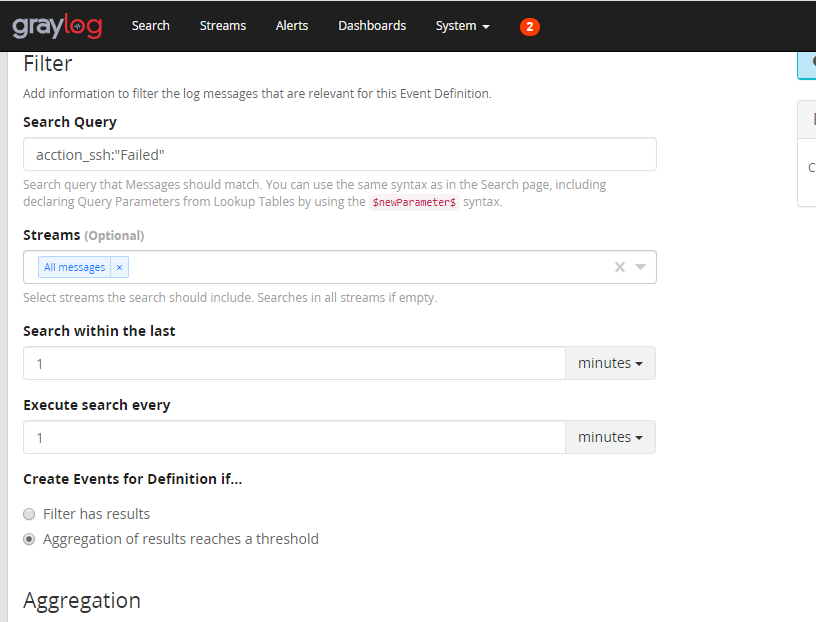 graylog Search Streams Alerts Dashboards System 2
Filter
Add information to filter the log messages that are relevant for this Event Definition.
Search Query
acction_ssh:"Failed"
Search query that Messages should match. You can use the same syntax as in the Search page, including
declaring Query Parameters from Lookup Tables by using the $newParameter$ syntax.
Streams (Optional)
All messages ×
Select streams the search should include. Searches in all streams if empty.
Search within the last
1 minutes
Execute search every
1 minutes
Create Events for Definition if...
Filter has results
Aggregation of results reaches a threshold
Aggregation